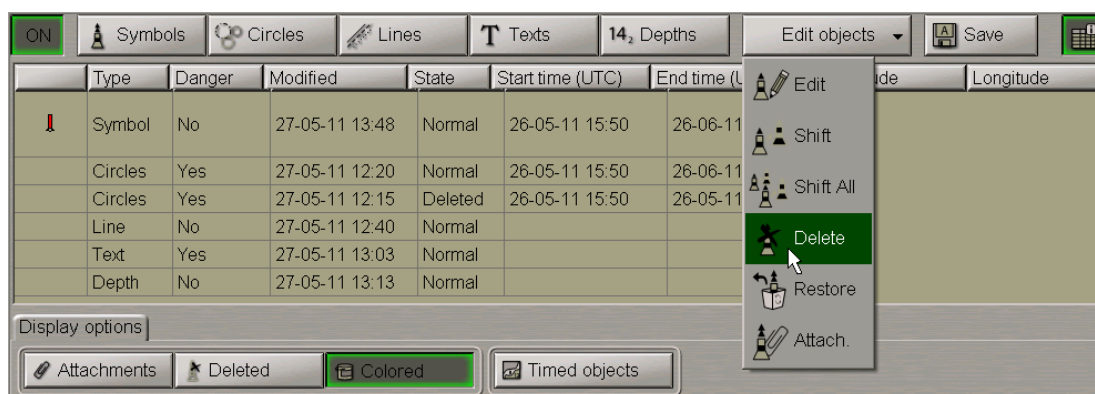 ON Symbols Circles Lines T Texts 14₂ Depths Edit objects Save
Type Danger Modified State Start time (UTC) End time (U de Longitude
Symbol No 27-05-11 13:48 Normal 26-05-11 15:50 26-06-11
Circles Yes 27-05-11 12:20 Normal 26-05-11 15:50 26-06-11
Circles Yes 27-05-11 12:15 Deleted 26-05-11 15:50 26-05-11
Line No 27-05-11 12:40 Normal
Text Yes 27-05-11 13:03 Normal
Depth No 27-05-11 13:13 Normal
Edit
Shift
Shift All
Delete
Restore
Attach.
Display options
Attachments Deleted Colored Timed objects